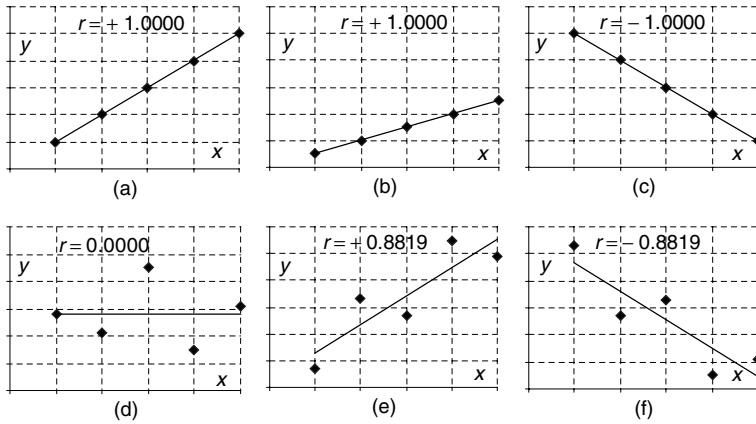 r = + 1.0000
y
x
(a)
r = + 1.0000
y
x
(b)
r = − 1.0000
y
x
(c)
r = 0.0000
y
x
(d)
r = + 0.8819
y
x
(e)
r = − 0.8819
y
x
(f)